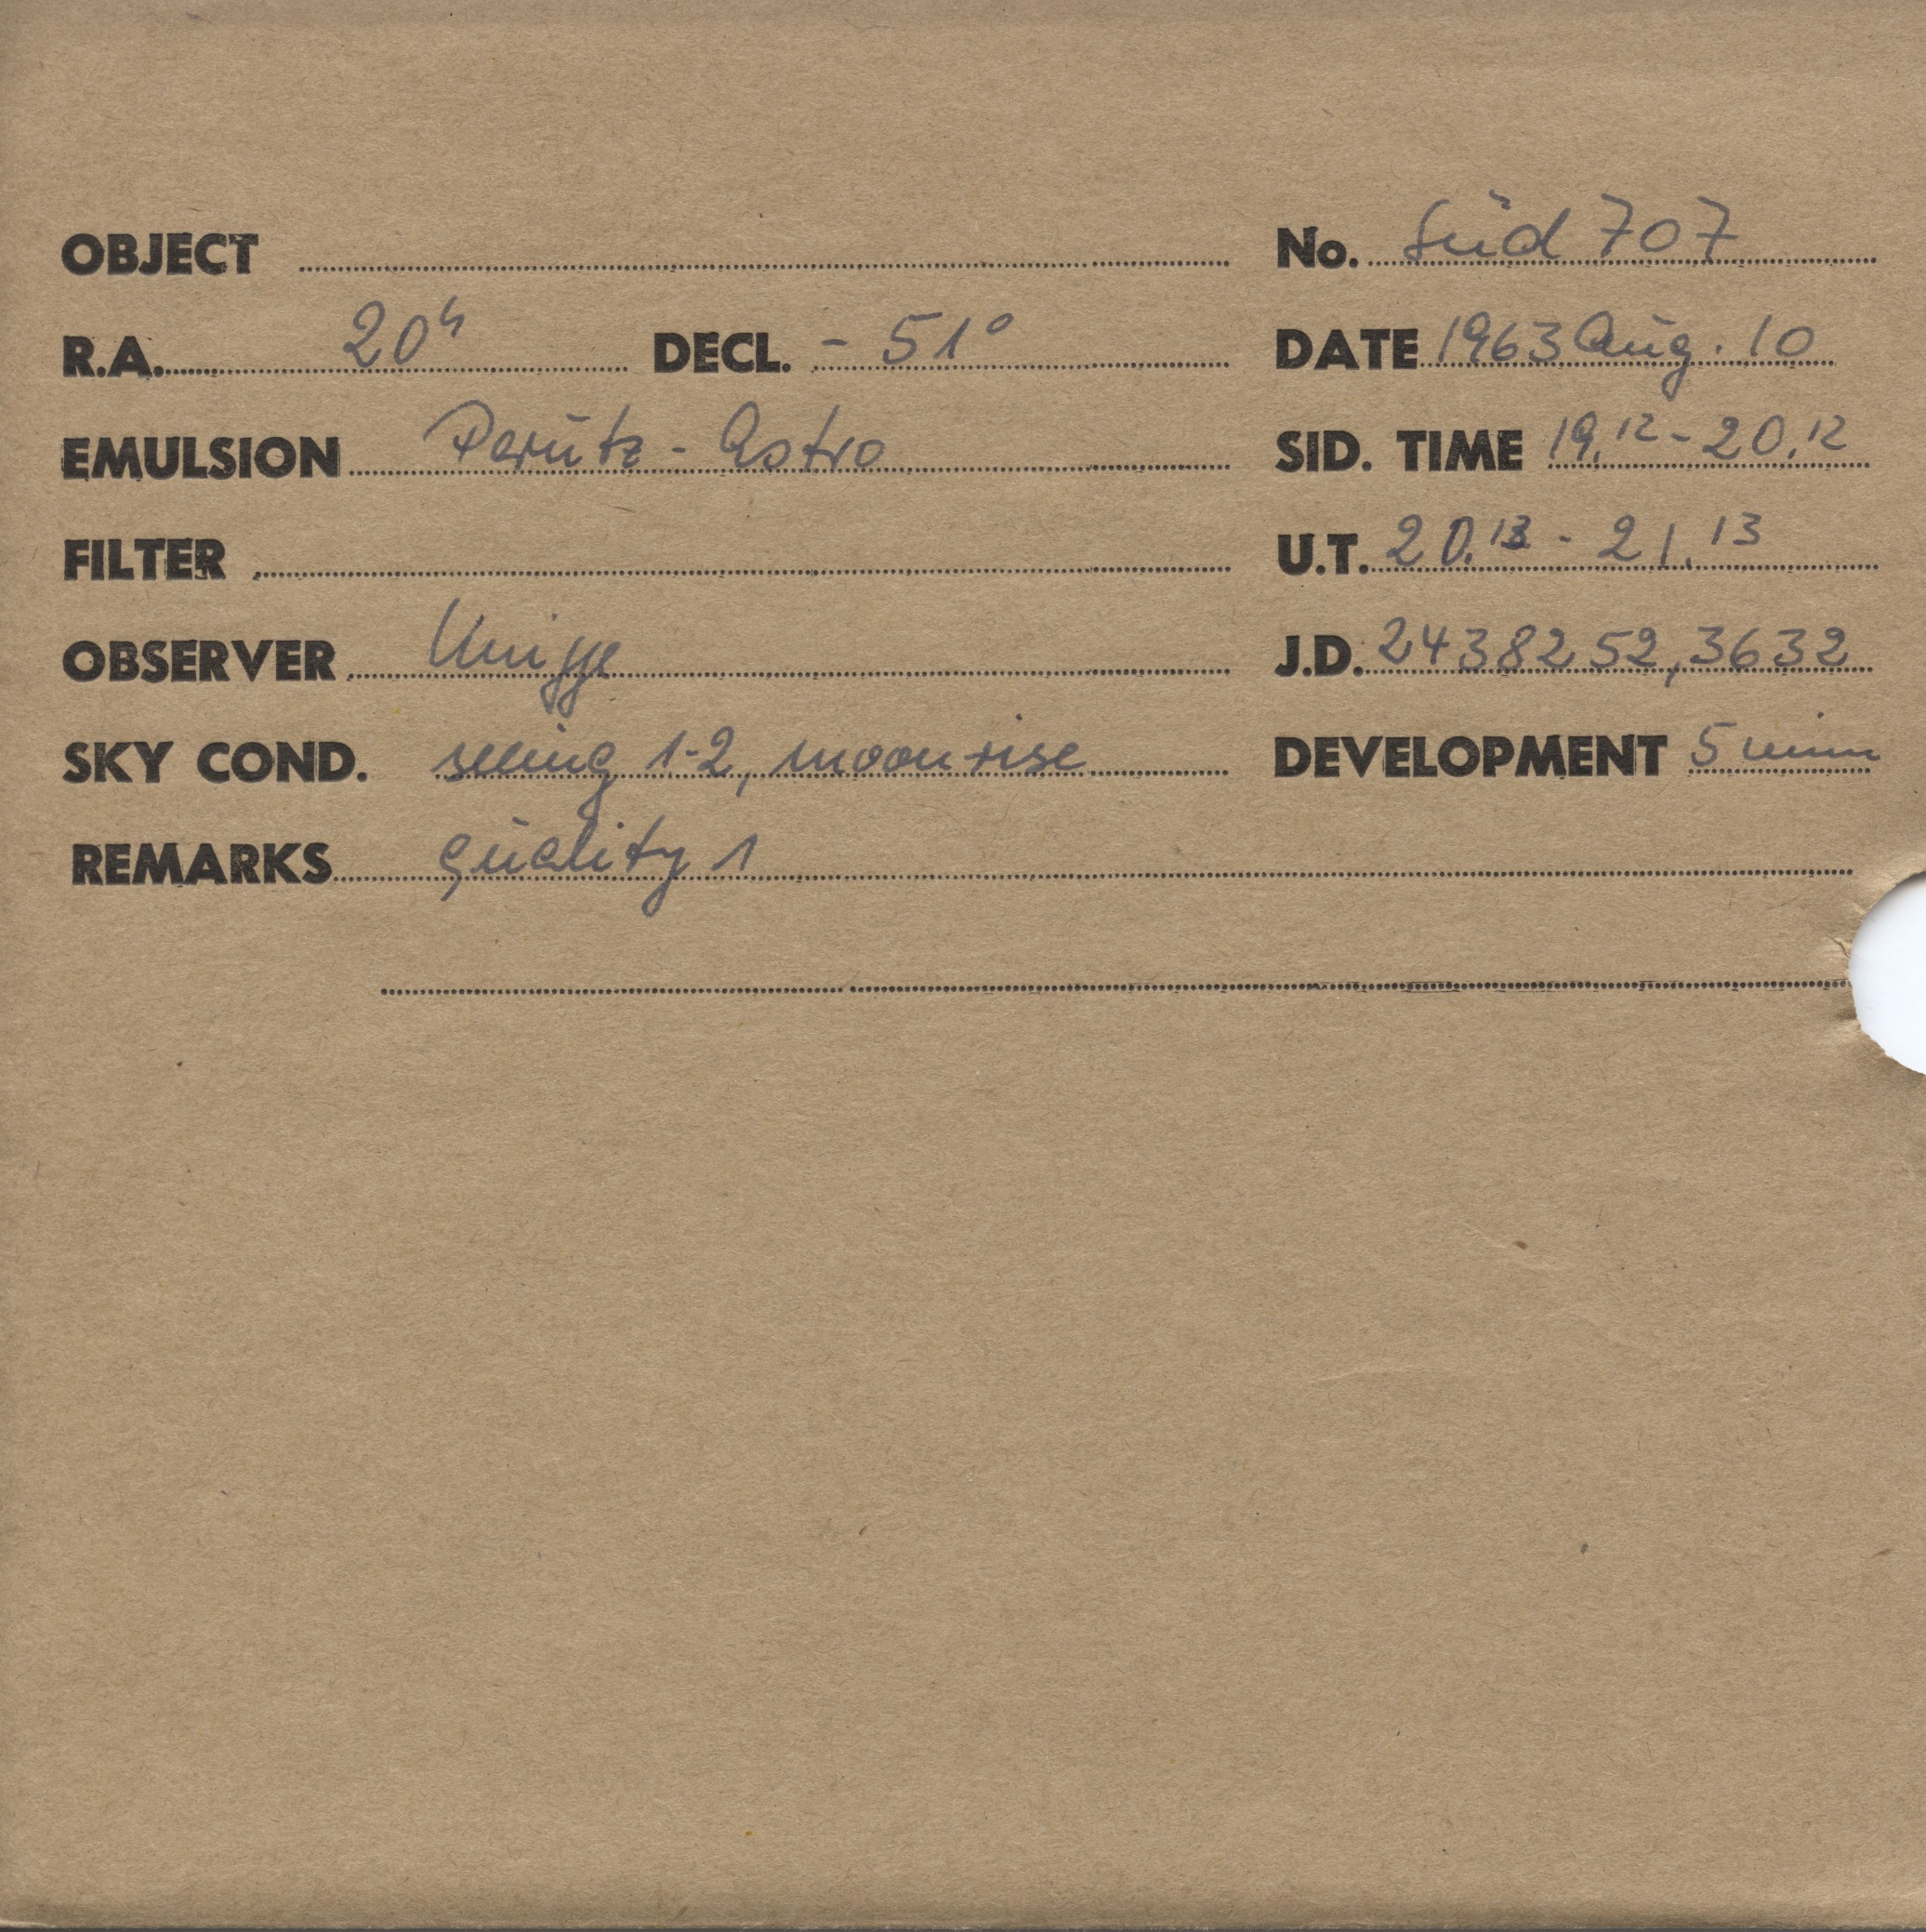 OBJECT No. Süd 707
R.A. 20h DECL. - 51°
DATE 1963 Aug. 10
EMULSION Perutz - Astro
SID. TIME 19.12 - 20.12
FILTER
U.T. 20.13 - 21.13
OBSERVER
J.D. 2438252,3632
SKY COND. seeing 1-2, moonrise
DEVELOPMENT 5 min
REMARKS quality 1